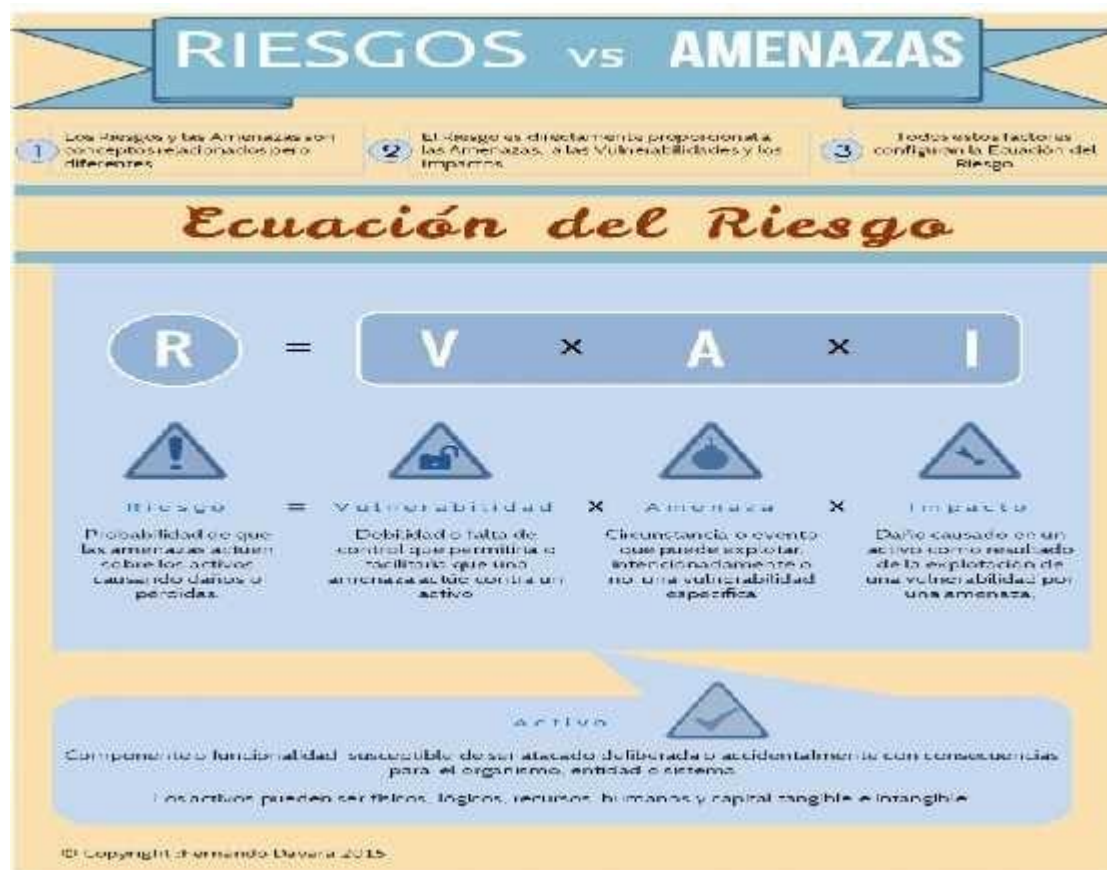 RIESGOS vs AMENAZAS
1
Los Riesgos y las Amenazas son
conceptos relacionados pero
diferentes
2
El Riesgo es directamente proporcional a
las Amenazas, a las Vulnerabilidades y los
Impactos
3
Todos estos factores
configuran la Ecuación del
Riesgo
Ecuación del Riesgo
R = V × A × I
Riesgo = Vulnerabilidad × Amenaza × Impacto
Probabilidad de que
las amenazas actúen
sobre los activos
causando daños o
pérdidas.
Debilidad o falta de
control que permitiría o
facilitaría que una
amenaza actúe contra un
activo
Circunstancia o evento
que puede explotar,
intencionadamente o
no, una vulnerabilidad
específica
Daño causado en un
activo como resultado
de la explotación de
una vulnerabilidad por
una amenaza.
Activo
Componente o funcionalidad susceptible de ser atacado deliberada o accidentalmente con consecuencias
para el organismo, entidad o sistema
Los activos pueden ser físicos, lógicos, recursos humanos y capital tangible e intangible
© Copyright :Fernando Davara 2015